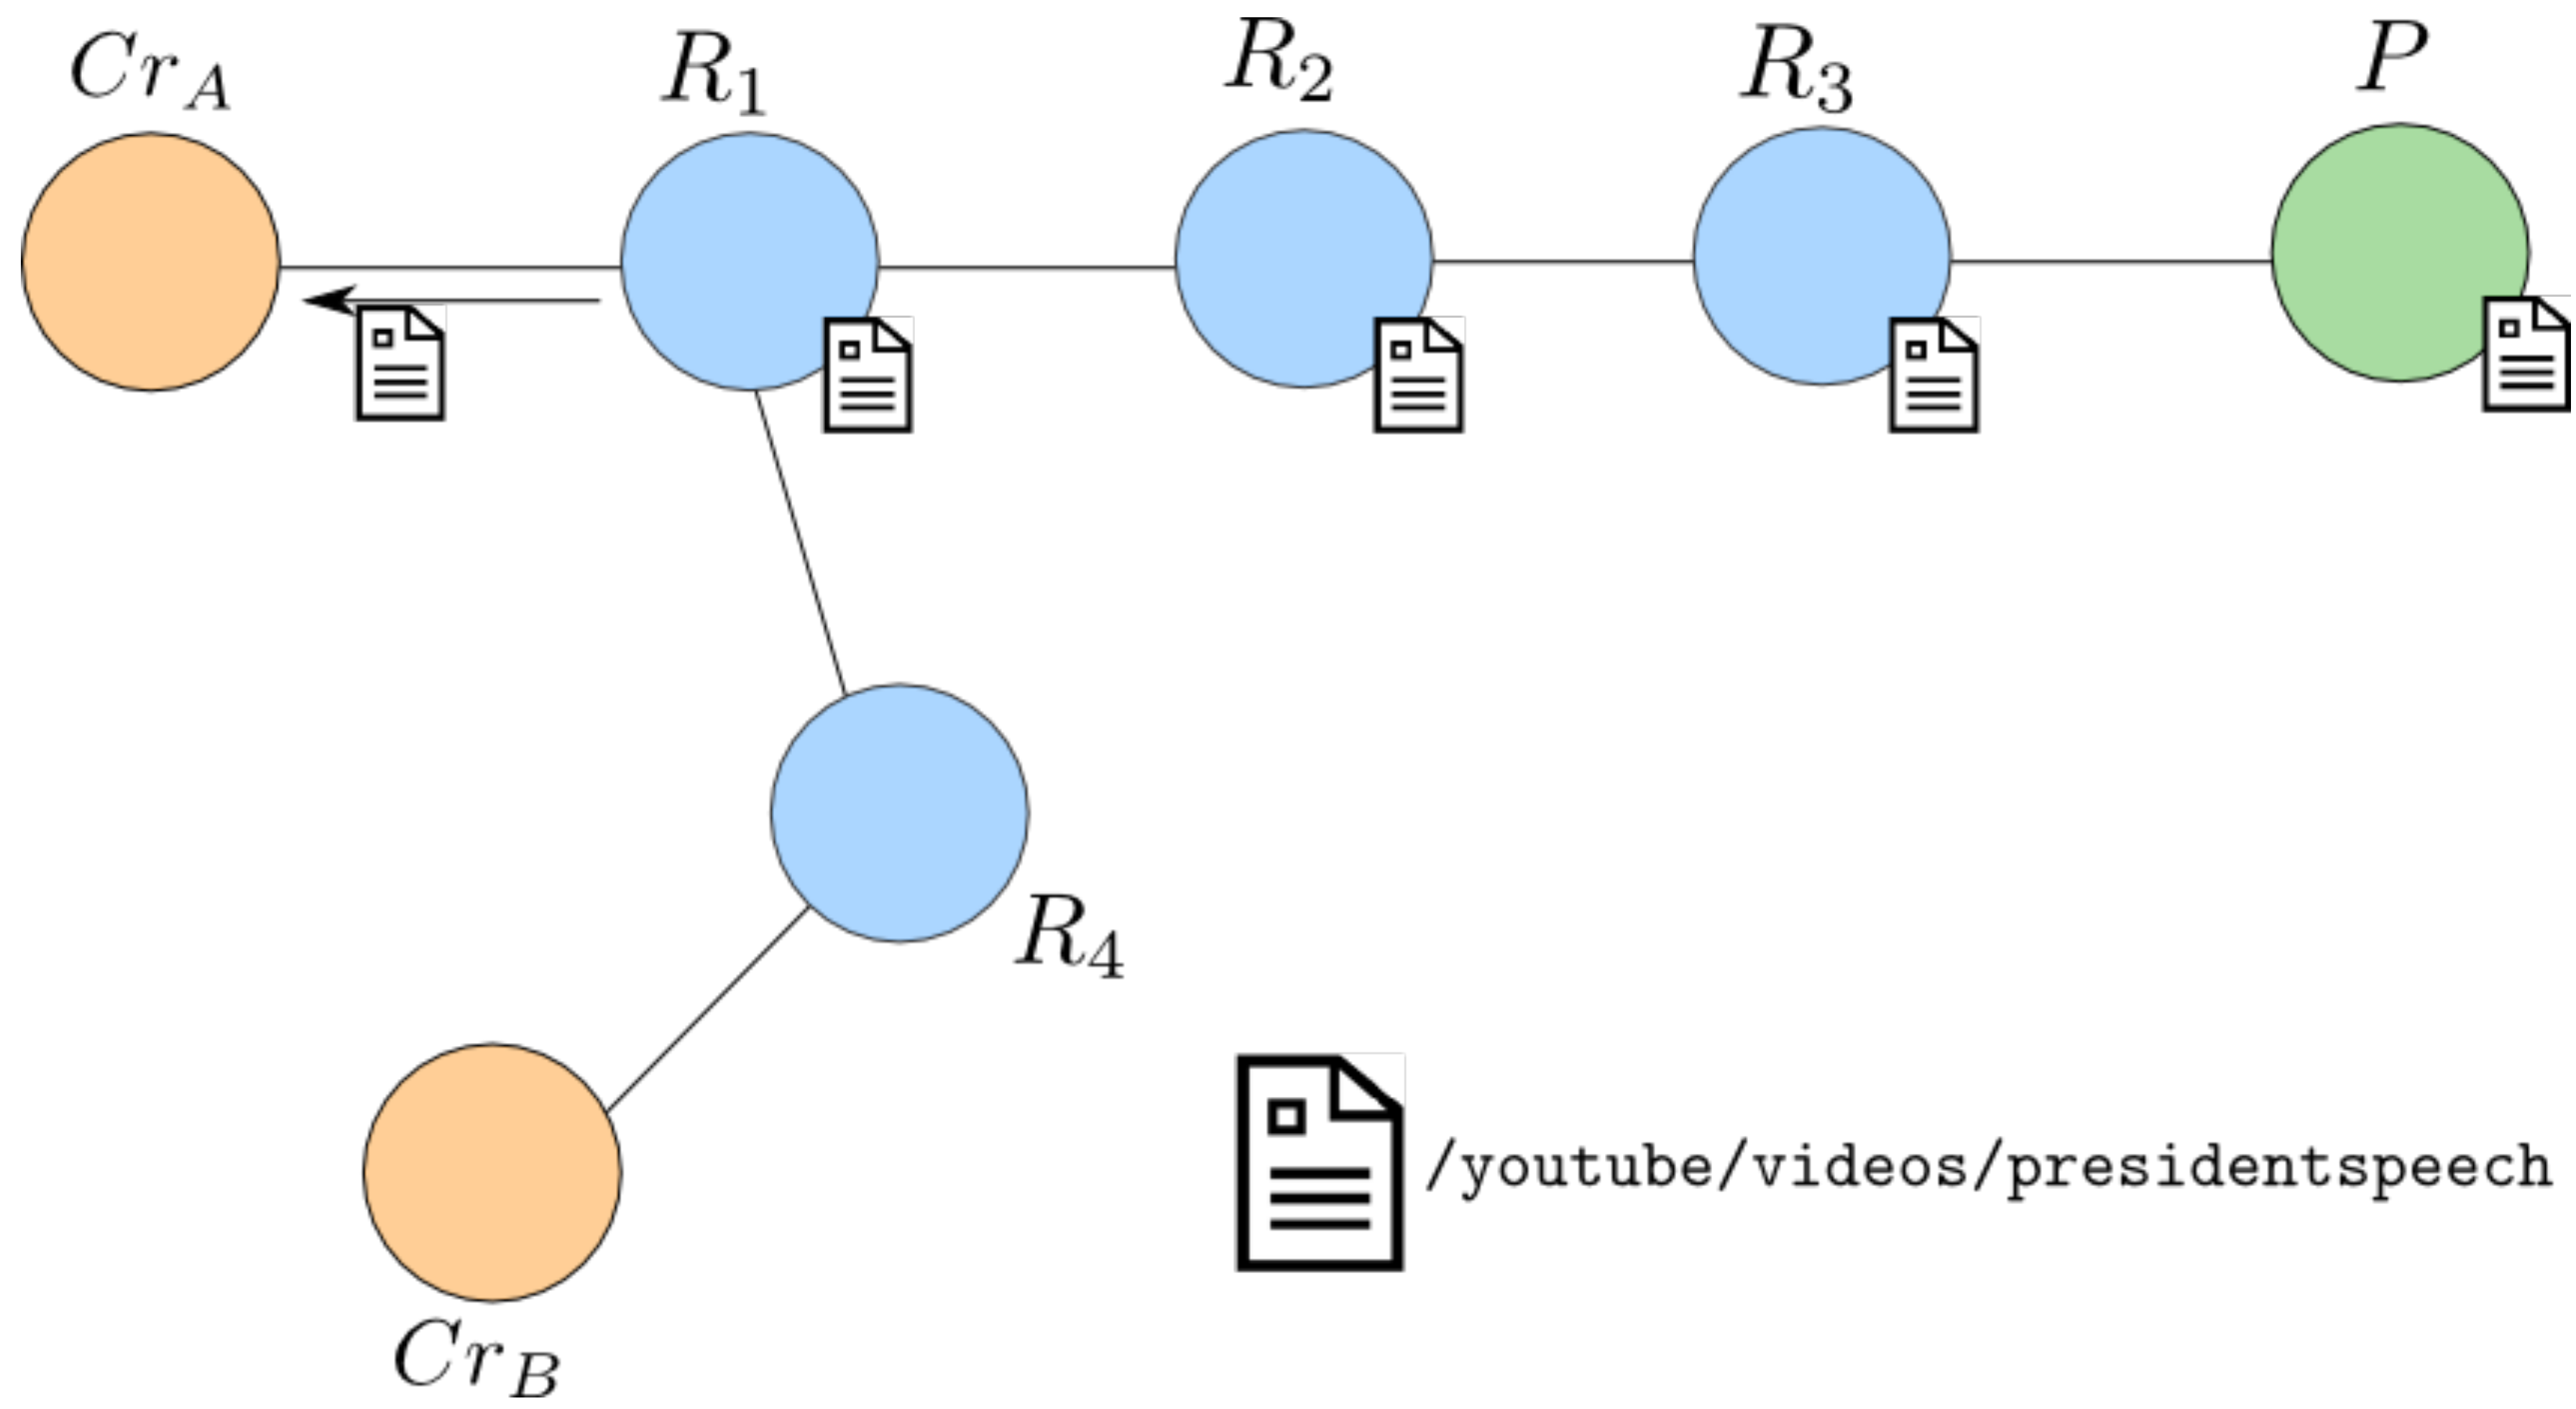 Cr_A
R_1
R_2
R_3
P
R_4
/youtube/videos/presidentspeech
Cr_B